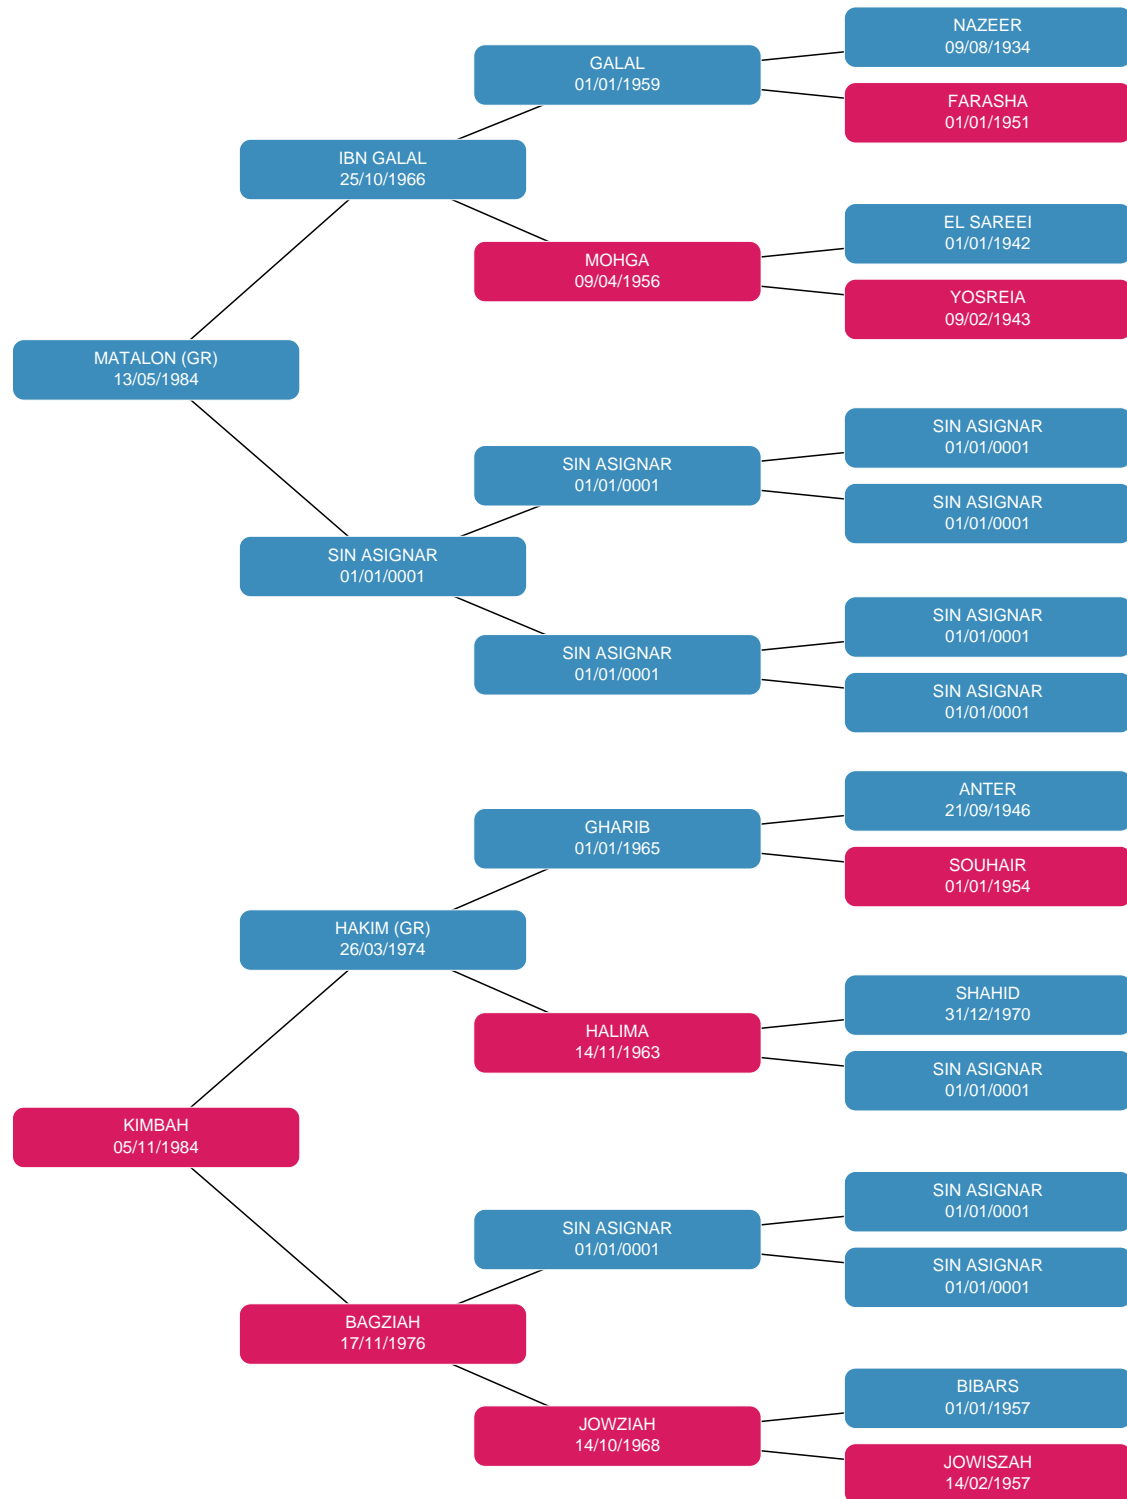 NAZEER
09/08/1934
GALAL
01/01/1959
FARASHA
01/01/1951
IBN GALAL
25/10/1966
EL SAREEI
01/01/1942
MOHGA
09/04/1956
YOSREIA
09/02/1943
MATALON (GR)
13/05/1984
SIN ASIGNAR
01/01/0001
SIN ASIGNAR
01/01/0001
SIN ASIGNAR
01/01/0001
SIN ASIGNAR
01/01/0001
SIN ASIGNAR
01/01/0001
SIN ASIGNAR
01/01/0001
SIN ASIGNAR
01/01/0001
ANTER
21/09/1946
GHARIB
01/01/1965
SOUHAIR
01/01/1954
HAKIM (GR)
26/03/1974
SHAHID
31/12/1970
HALIMA
14/11/1963
SIN ASIGNAR
01/01/0001
KIMBAH
05/11/1984
SIN ASIGNAR
01/01/0001
SIN ASIGNAR
01/01/0001
SIN ASIGNAR
01/01/0001
BAGZIAH
17/11/1976
BIBARS
01/01/1957
JOWZIAH
14/10/1968
JOWISZAH
14/02/1957